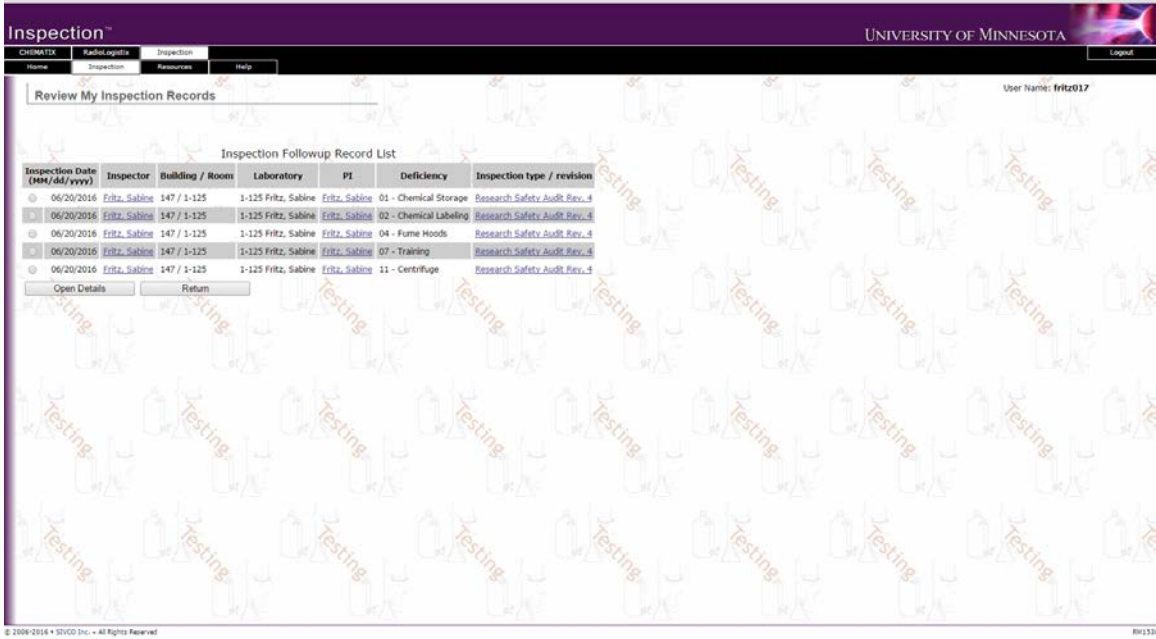 Inspection™
UNIVERSITY OF MINNESOTA
CHEMATIX RadioLogistix Inspection
Logout
Home Inspection Resources Help
Review My Inspection Records
User Name: fritz017
Inspection Followup Record List
Inspection Date (MM/dd/yyyy) Inspector Building / Room Laboratory PI Deficiency Inspection type / revision
06/20/2016 Fritz, Sabine 147 / 1-125 1-125 Fritz, Sabine Fritz, Sabine 01 - Chemical Storage Research Safety Audit Rev. 4
06/20/2016 Fritz, Sabine 147 / 1-125 1-125 Fritz, Sabine Fritz, Sabine 02 - Chemical Labeling Research Safety Audit Rev. 4
06/20/2016 Fritz, Sabine 147 / 1-125 1-125 Fritz, Sabine Fritz, Sabine 04 - Fume Hoods Research Safety Audit Rev. 4
06/20/2016 Fritz, Sabine 147 / 1-125 1-125 Fritz, Sabine Fritz, Sabine 07 - Training Research Safety Audit Rev. 4
06/20/2016 Fritz, Sabine 147 / 1-125 1-125 Fritz, Sabine Fritz, Sabine 11 - Centrifuge Research Safety Audit Rev. 4
Open Details Return
Testing
© 2006-2016 • SIVCO Inc. – All Rights Reserved